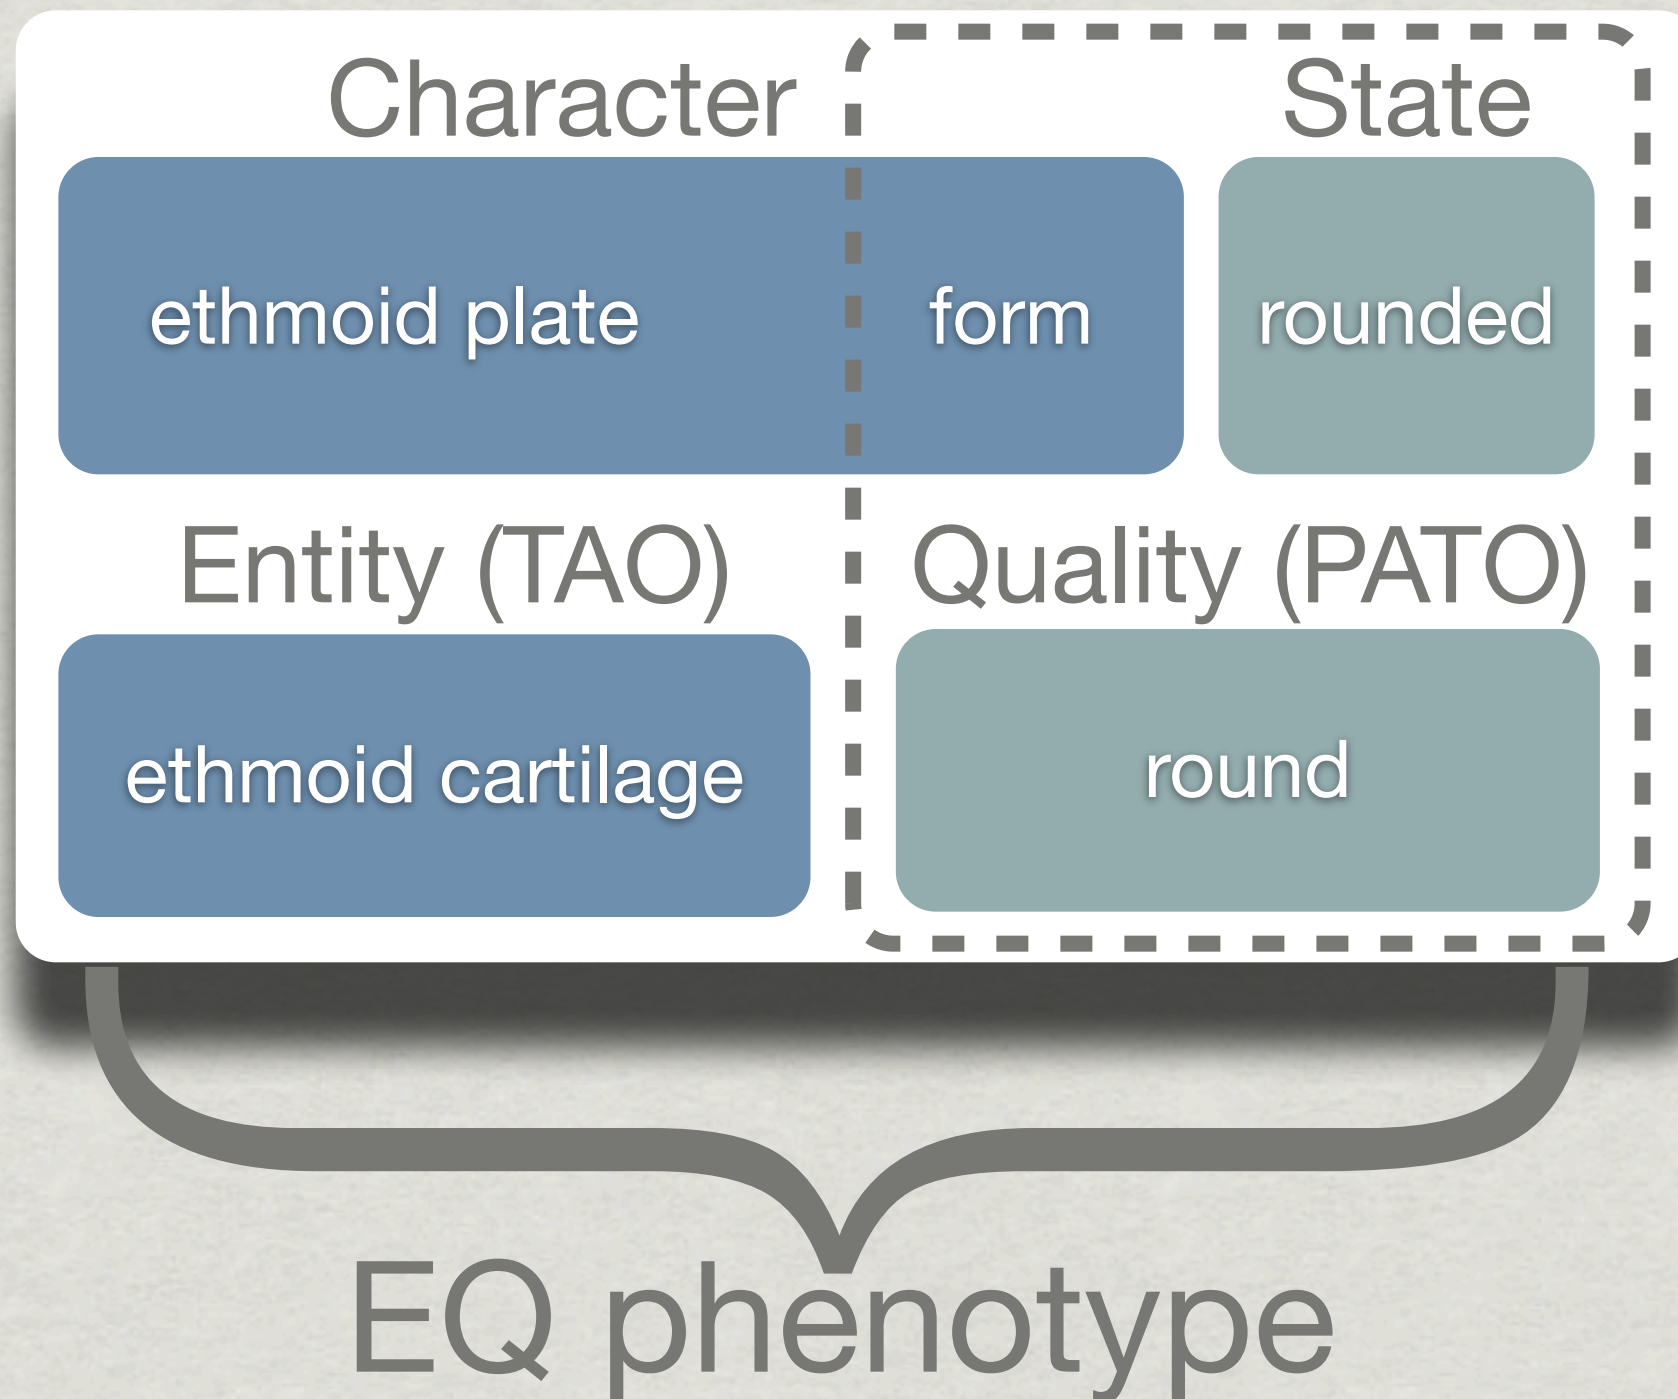 Character State
ethmoid plate form rounded
Entity (TAO) Quality (PATO)
ethmoid cartilage round
EQ phenotype